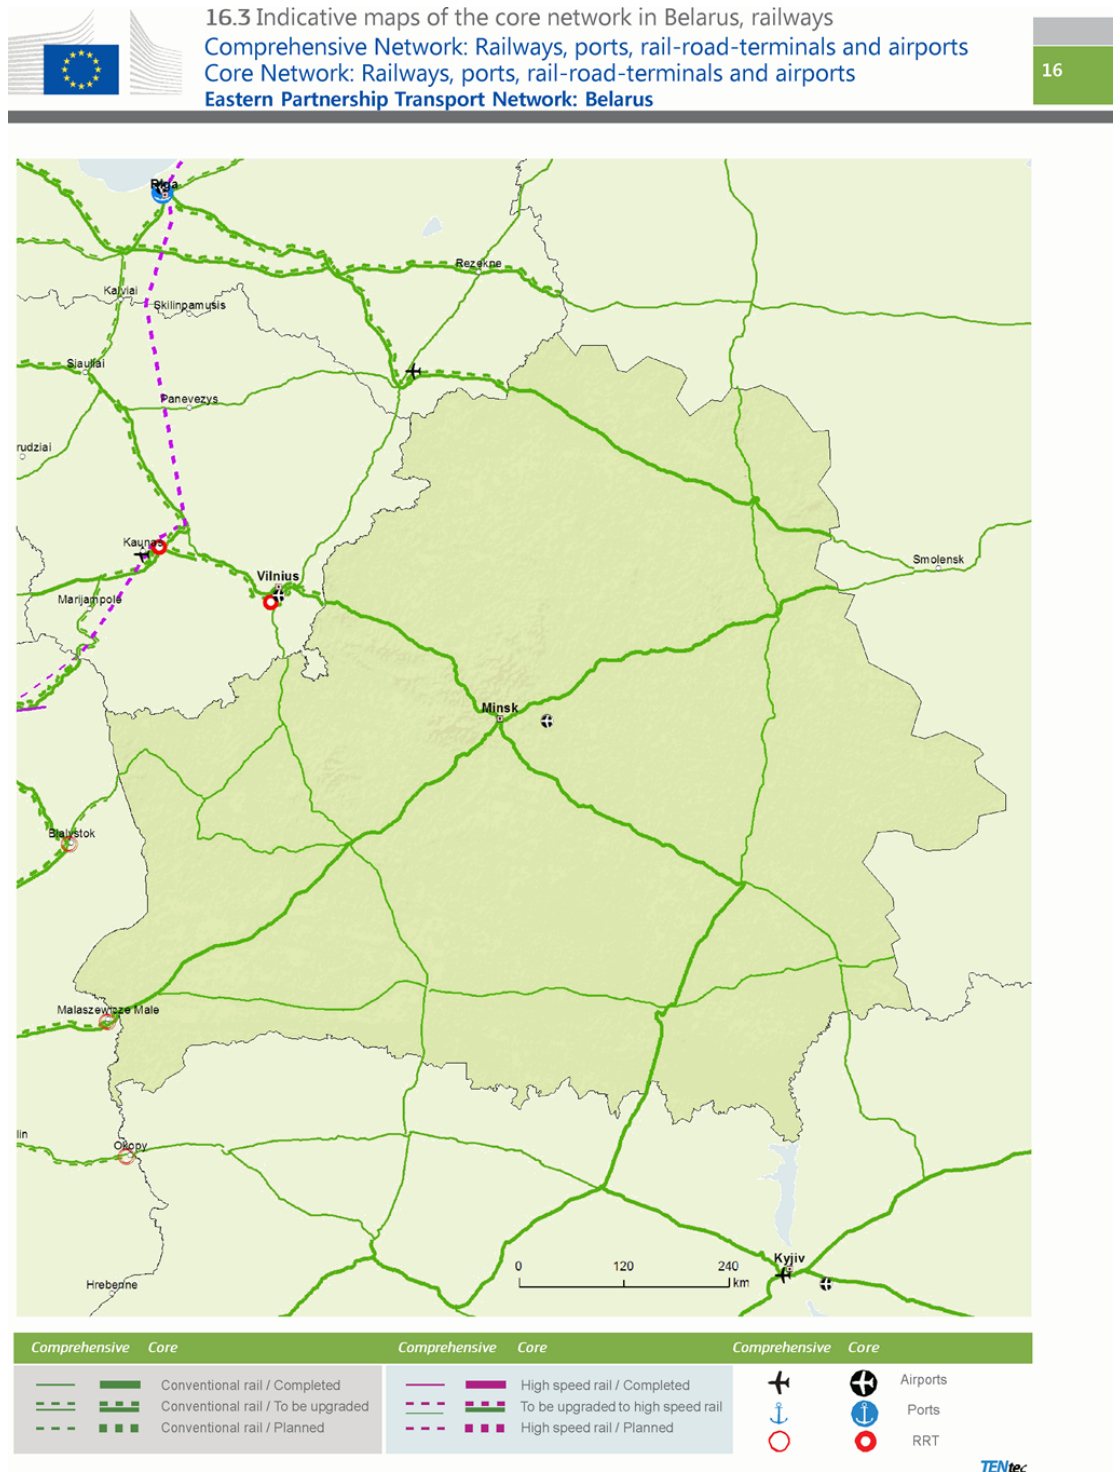 16.3 Indicative maps of the core network in Belarus, railways
Comprehensive Network: Railways, ports, rail-road-terminals and airports
16
Core Network: Railways, ports, rail-road-terminals and airports
Eastern Partnership Transport Network: Belarus
Riga
Rezekne
Kalviai
Skilinpamusis
Siauliai
Panevezys
rudziai
Kaunas
Smolensk
Vilnius
Marijampole
Minsk
Bialystok
Malaszewicze Male
lin
Okopy
Kyjiv
0 120 240
km
Hrebenne
Comprehensive Core Comprehensive Core Comprehensive Core
Conventional rail / Completed High speed rail / Completed Airports
Conventional rail / To be upgraded To be upgraded to high speed rail Ports
Conventional rail / Planned High speed rail / Planned RRT
TENtec